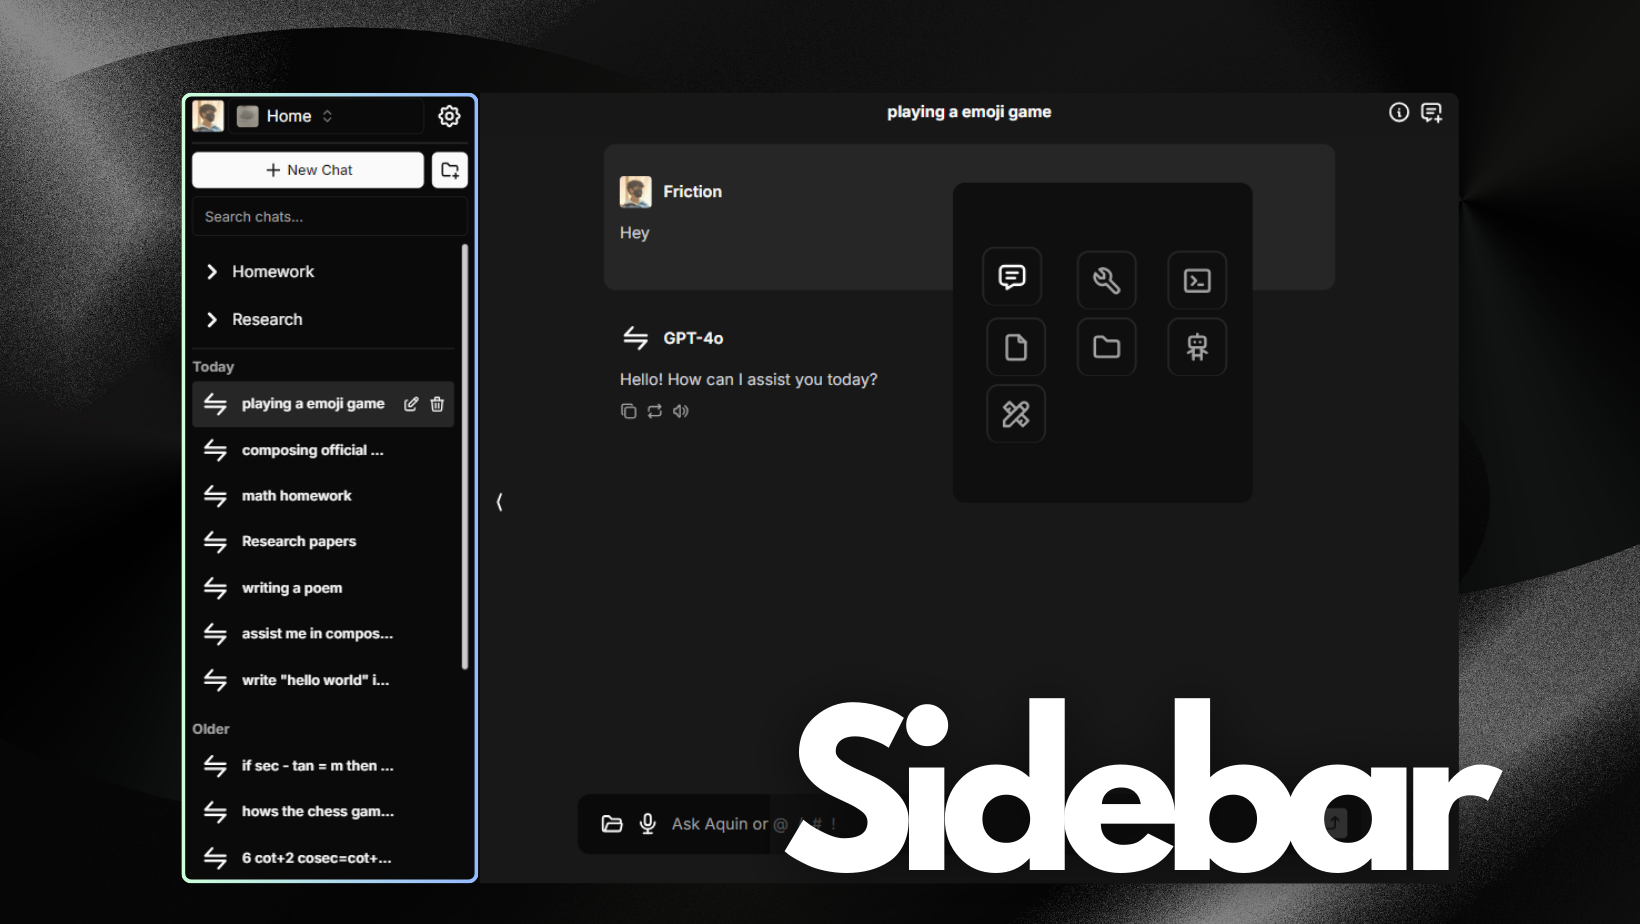 Home
New Chat
Search chats...
Homework
Research
Today
playing a emoji game
composing official ...
math homework
Research papers
writing a poem
assist me in compos...
write "hello world" i...
Older
if sec - tan = m then ...
hows the chess gam...
6 cot+2 cosec=cot+...
playing a emoji game
Friction
Hey
GPT-4o
Hello! How can I assist you today?
Ask Aquin or @ / # !
Sidebar